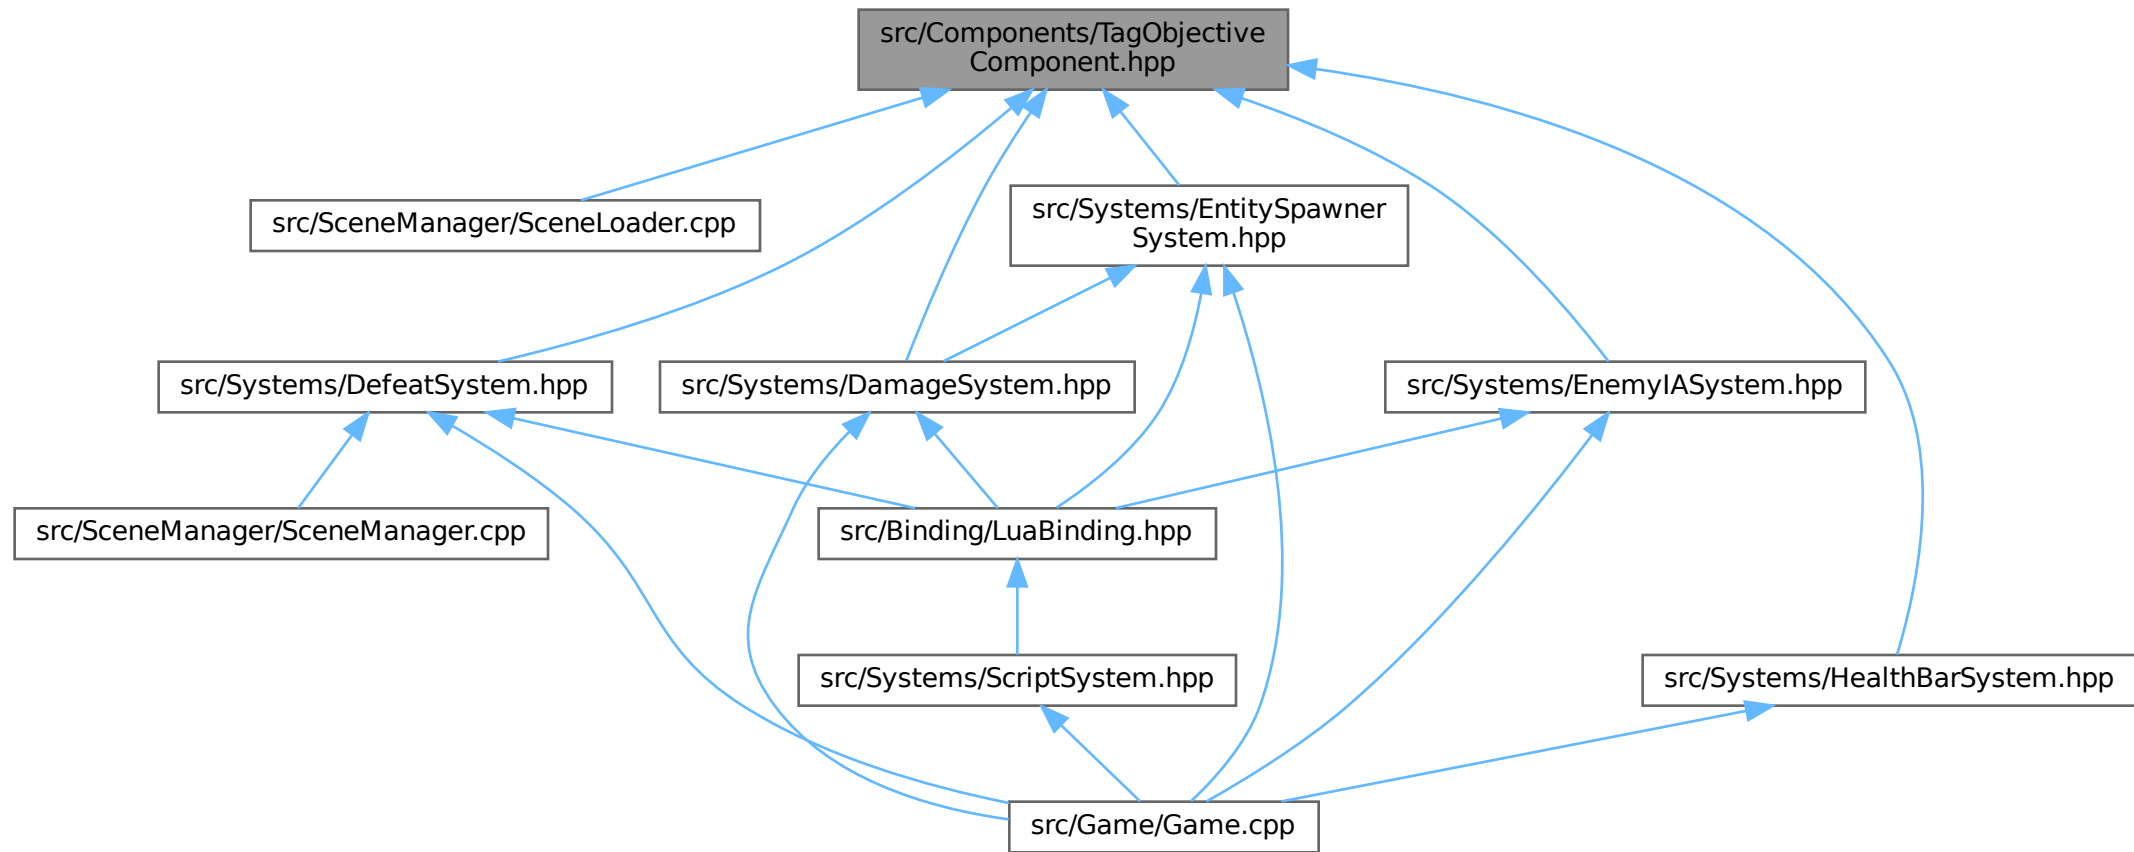 src/Components/TagObjective
Component.hpp
src/SceneManager/SceneLoader.cpp
src/Systems/EntitySpawner
System.hpp
src/Systems/DefeatSystem.hpp
src/Systems/DamageSystem.hpp
src/Systems/EnemyIASystem.hpp
src/SceneManager/SceneManager.cpp
src/Binding/LuaBinding.hpp
src/Systems/ScriptSystem.hpp
src/Systems/HealthBarSystem.hpp
src/Game/Game.cpp